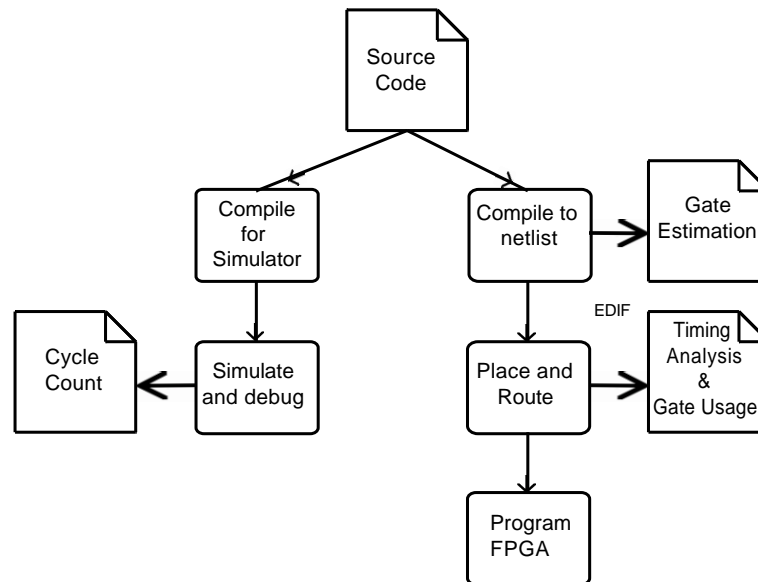 Source
Code
Compile
for
Simulator
Compile to
netlist
Gate
Estimation
EDIF
Cycle
Count
Simulate
and debug
Place and
Route
Timing
Analysis
&
Gate Usage
Program
FPGA